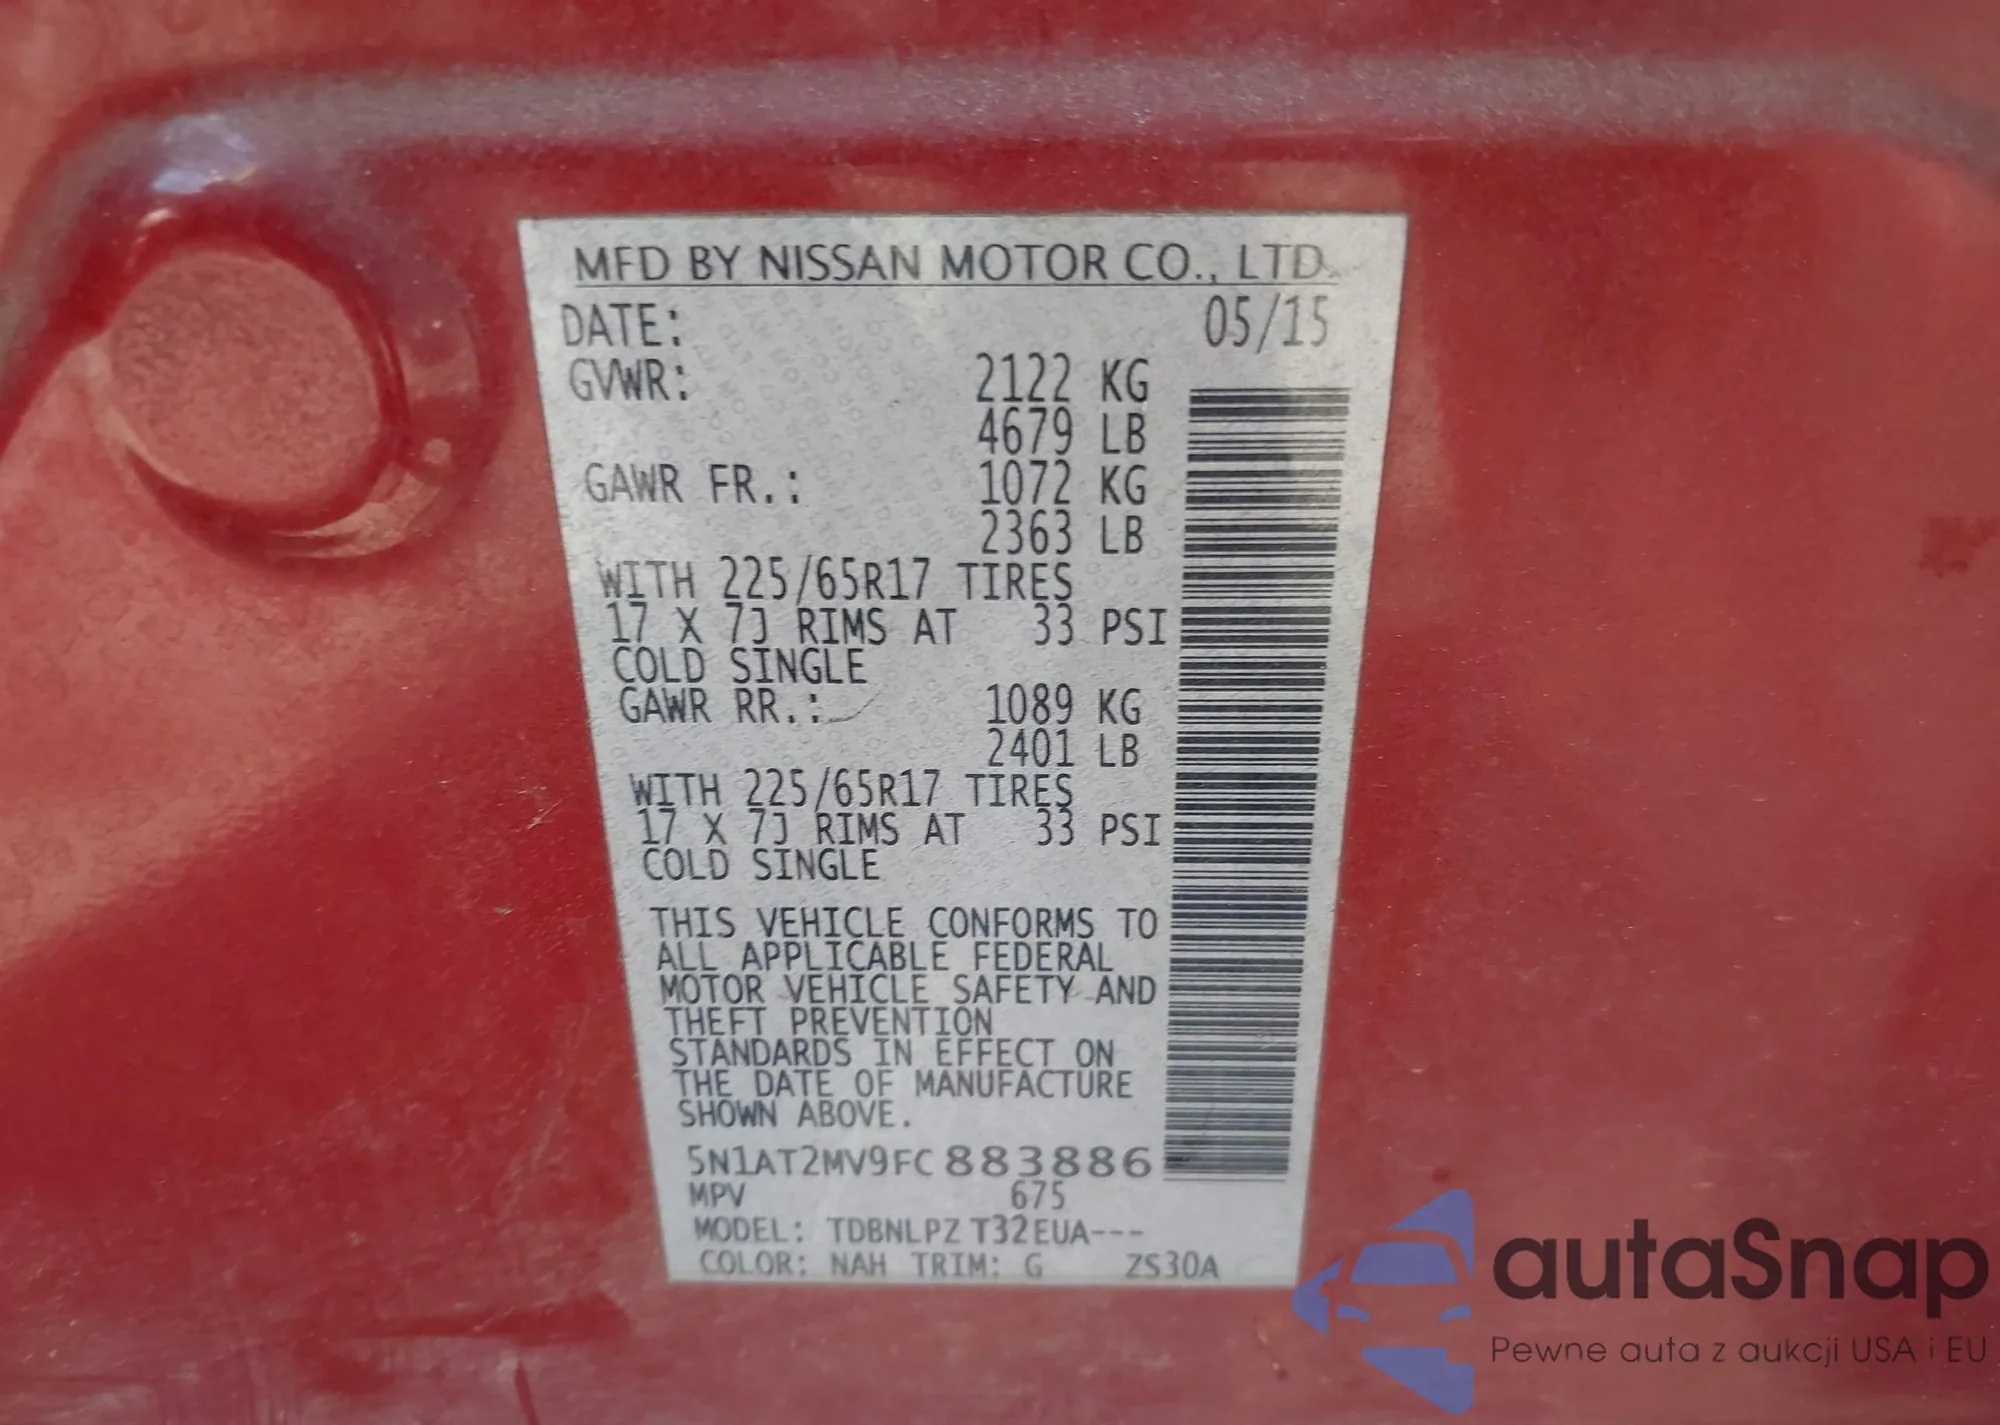 MFD BY NISSAN MOTOR CO., LTD.
DATE: 05/15
GVWR: 2122 KG
4679 LB
GAWR FR.: 1072 KG
2363 LB
WITH 225/65R17 TIRES
17 X 7J RIMS AT 33 PSI
COLD SINGLE
GAWR RR.: 1089 KG
2401 LB
WITH 225/65R17 TIRES
17 X 7J RIMS AT 33 PSI
COLD SINGLE
THIS VEHICLE CONFORMS TO
ALL APPLICABLE FEDERAL
MOTOR VEHICLE SAFETY AND
THEFT PREVENTION
STANDARDS IN EFFECT ON
THE DATE OF MANUFACTURE
SHOWN ABOVE.
5N1AT2MV9FC883886
MPV 675
MODEL: TDBNLPZ T32EUA---
COLOR: NAH TRIM: G ZS30A
autaSnap
Pewne auta z aukcji USA i EU